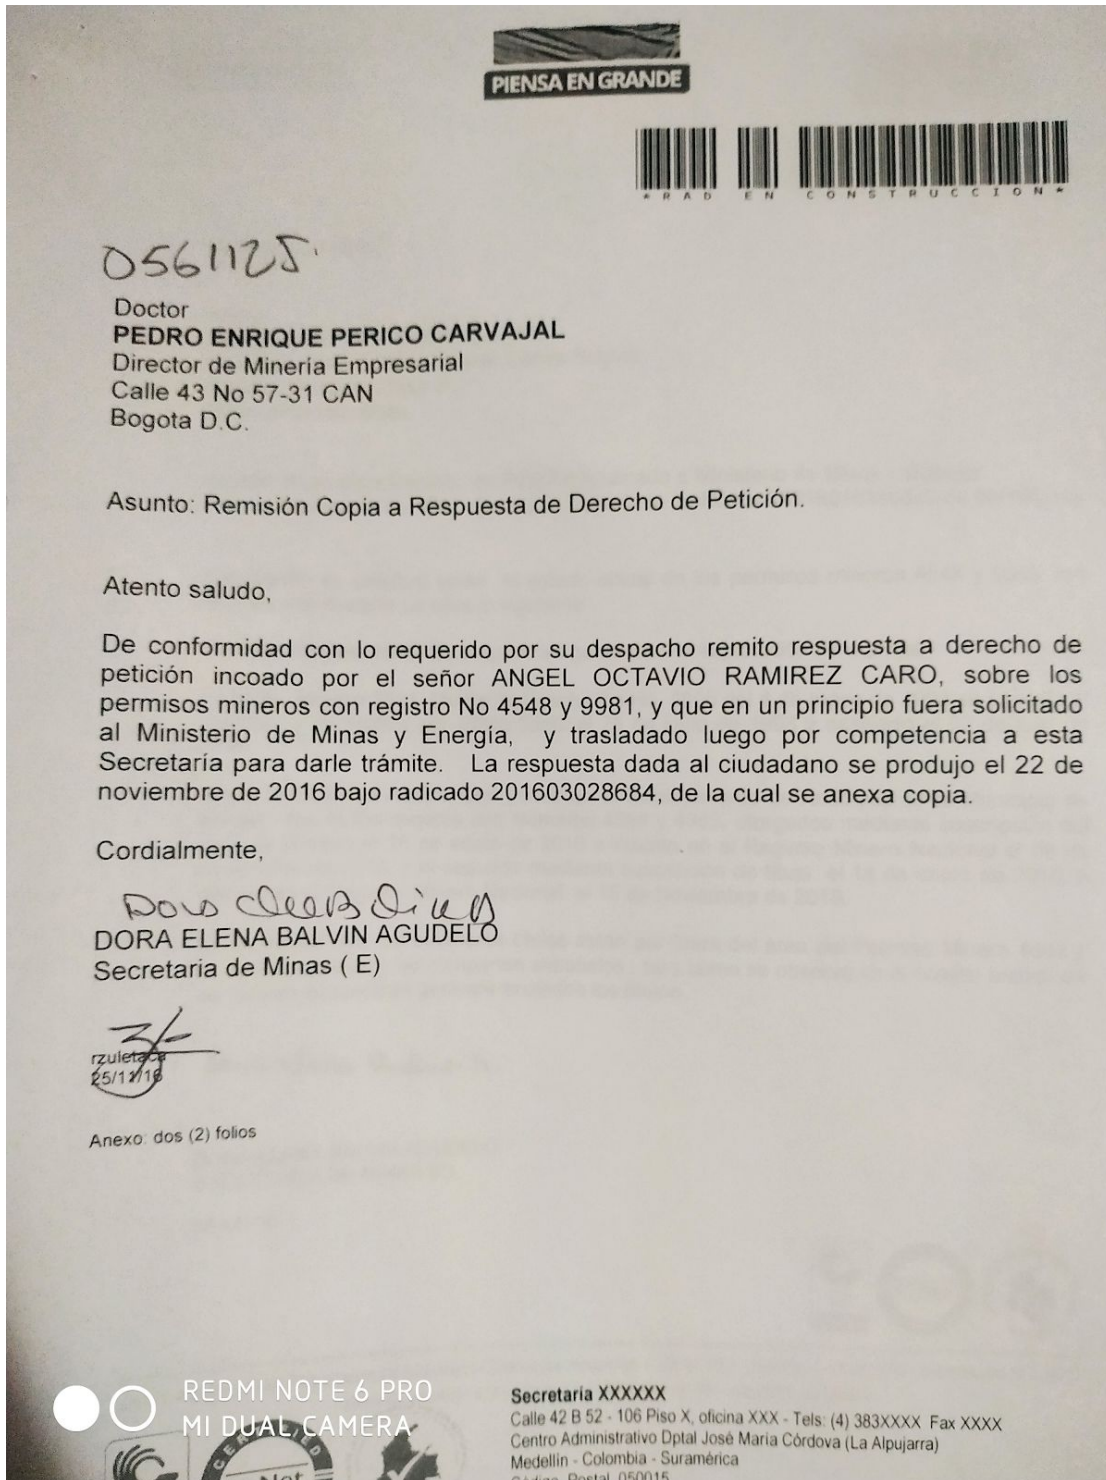 PIENSA EN GRANDE
*RAD EN CONSTRUCCION*
0561125.
Doctor
PEDRO ENRIQUE PERICO CARVAJAL
Director de Minería Empresarial
Calle 43 No 57-31 CAN
Bogota D.C.
Asunto: Remisión Copia a Respuesta de Derecho de Petición.
Atento saludo,
De conformidad con lo requerido por su despacho remito respuesta a derecho de
petición incoado por el señor ANGEL OCTAVIO RAMIREZ CARO, sobre los
permisos mineros con registro No 4548 y 9981, y que en un principio fuera solicitado
al Ministerio de Minas y Energía, y trasladado luego por competencia a esta
Secretaría para darle trámite. La respuesta dada al ciudadano se produjo el 22 de
noviembre de 2016 bajo radicado 201603028684, de la cual se anexa copia.
Cordialmente,
DORA ELENA BALVIN AGUDELO
Secretaria de Minas ( E)
rzuletaca
25/11/16
Anexo: dos (2) folios
REDMI NOTE 6 PRO
MI DUAL CAMERA
Secretaria XXXXXX
Calle 42 B 52 - 106 Piso X, oficina XXX - Tels: (4) 383XXXX Fax XXXX
Centro Administrativo Dptal José María Córdova (La Alpujarra)
Medellín - Colombia - Suramérica
Código Postal 050015
CERTIFIED